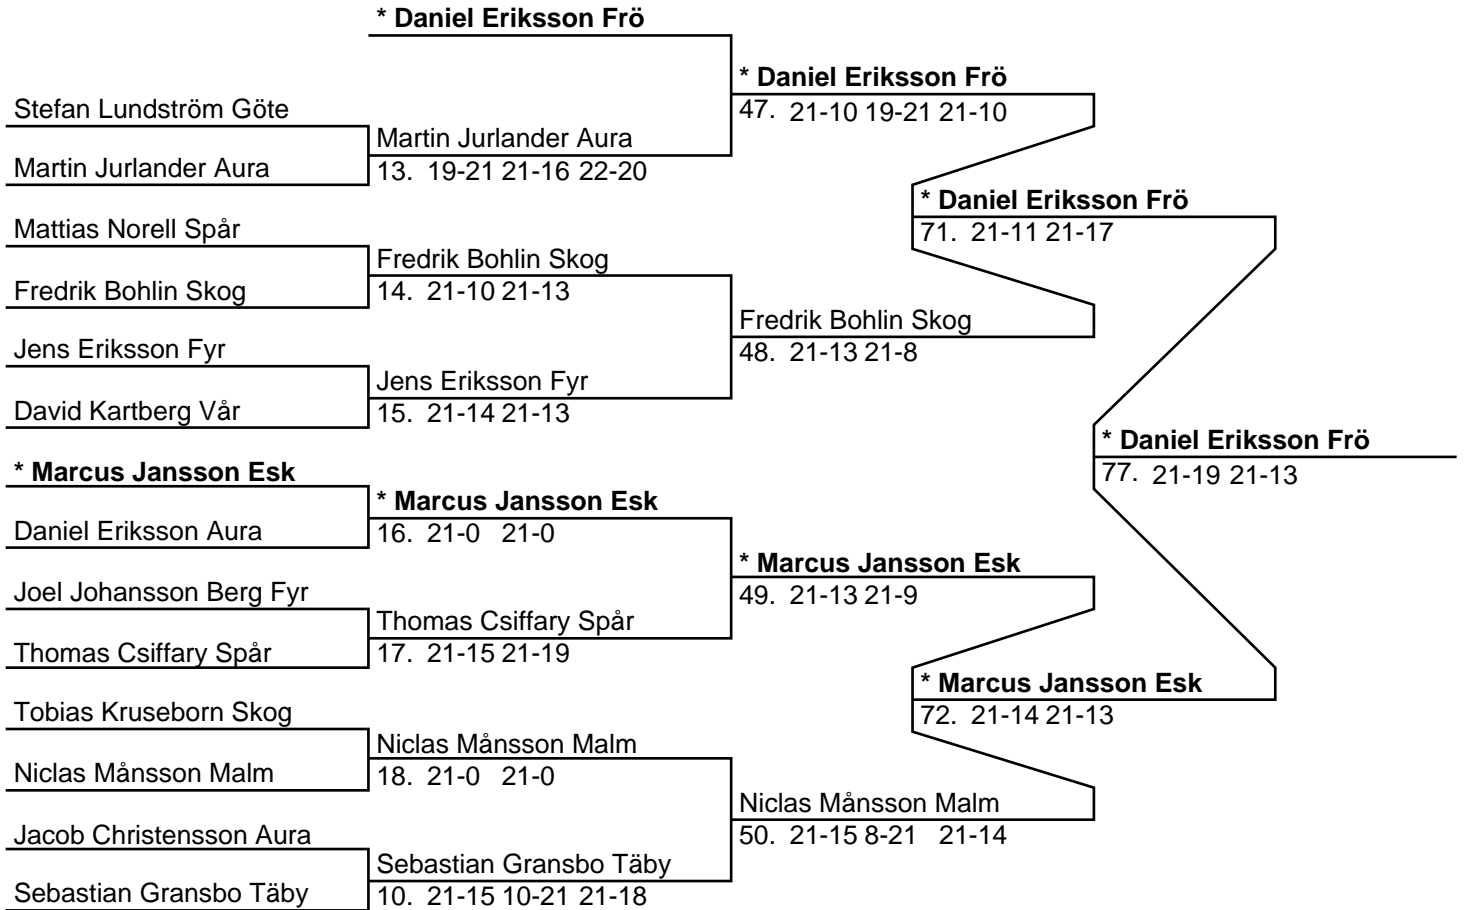 * Daniel Eriksson Frö
* Daniel Eriksson Frö
47. 21-10 19-21 21-10
Stefan Lundström Göte
Martin Jurlander Aura
Martin Jurlander Aura
13. 19-21 21-16 22-20
* Daniel Eriksson Frö
71. 21-11 21-17
Mattias Norell Spår
Fredrik Bohlin Skog
Fredrik Bohlin Skog
14. 21-10 21-13
Fredrik Bohlin Skog
48. 21-13 21-8
Jens Eriksson Fyr
Jens Eriksson Fyr
David Kartberg Vår
15. 21-14 21-13
* Daniel Eriksson Frö
77. 21-19 21-13
* Marcus Jansson Esk
* Marcus Jansson Esk
Daniel Eriksson Aura
16. 21-0 21-0
* Marcus Jansson Esk
49. 21-13 21-9
Joel Johansson Berg Fyr
Thomas Csiffary Spår
Thomas Csiffary Spår
17. 21-15 21-19
* Marcus Jansson Esk
72. 21-14 21-13
Tobias Kruseborn Skog
Niclas Månsson Malm
Niclas Månsson Malm
18. 21-0 21-0
Niclas Månsson Malm
50. 21-15 8-21 21-14
Jacob Christensson Aura
Sebastian Gransbo Täby
Sebastian Gransbo Täby
10. 21-15 10-21 21-18